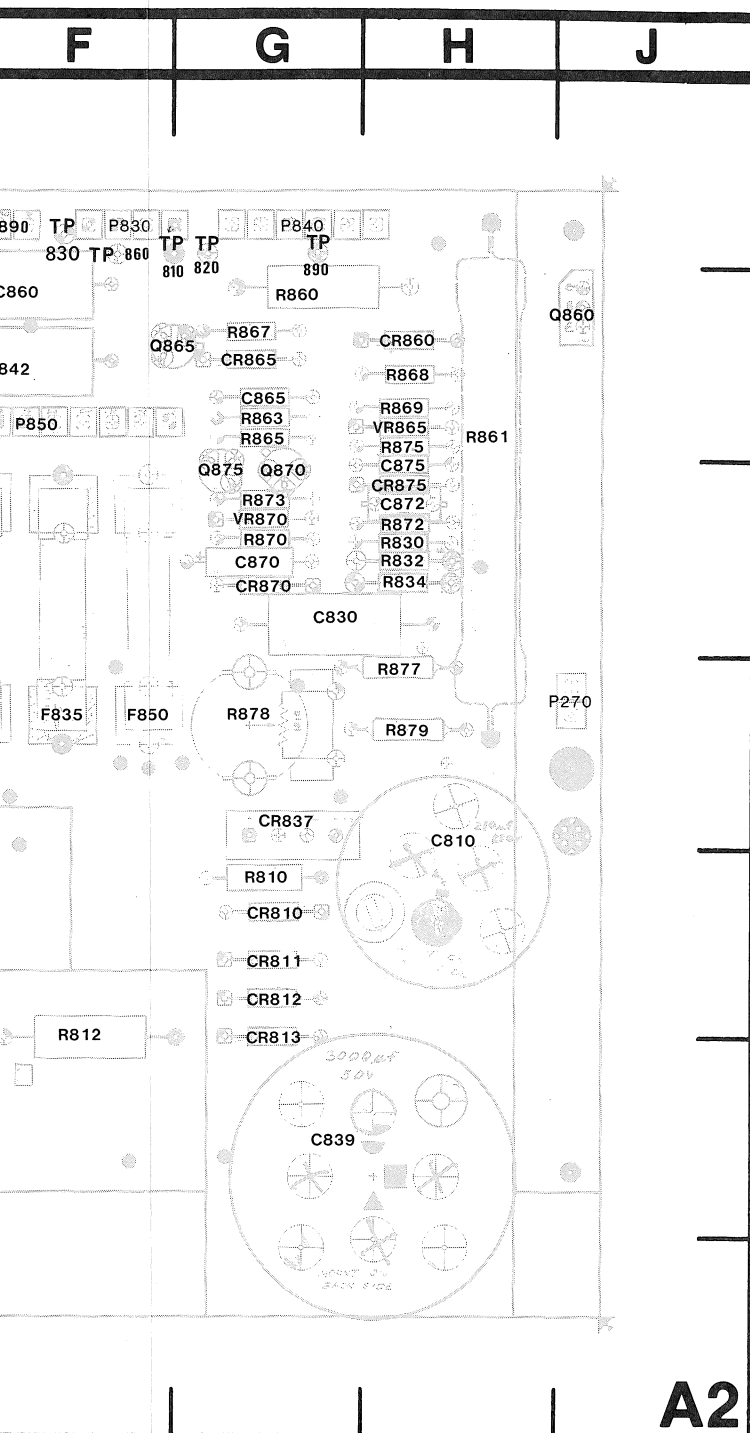 F G H J
890 TP P830 P840
830 TP 860 TP TP TP
810 820 890
C860 R860
Q860
R867
Q865 CR860
CR865
842 R868
C865
R869
P850 R863 VR865
R865 R861
R875
Q875 Q870 C875
CR875
R873 C872
VR870 R872
R870 R830
C870 R832
CR870 R834
C830
R877
P270
F835 F850 R878
R879
CR837
C810
R810
CR810
CR811
CR812
R812 CR813
3000µf
50V
C839
+
A2